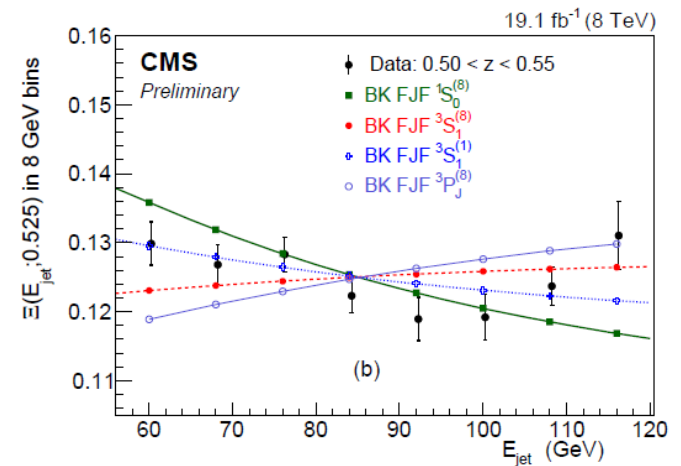 19.1 fb⁻¹ (8 TeV)
CMS
Preliminary
Data: 0.50 < z < 0.55
BK FJF ¹S₀⁽⁸⁾
BK FJF ³S₁⁽⁸⁾
BK FJF ³S₁⁽¹⁾
BK FJF ³P_J⁽⁸⁾
Ξ(E_jet;0.525) in 8 GeV bins
0.16
0.15
0.14
0.13
0.12
0.11
(b)
60 70 80 90 100 110 120
E_jet (GeV)